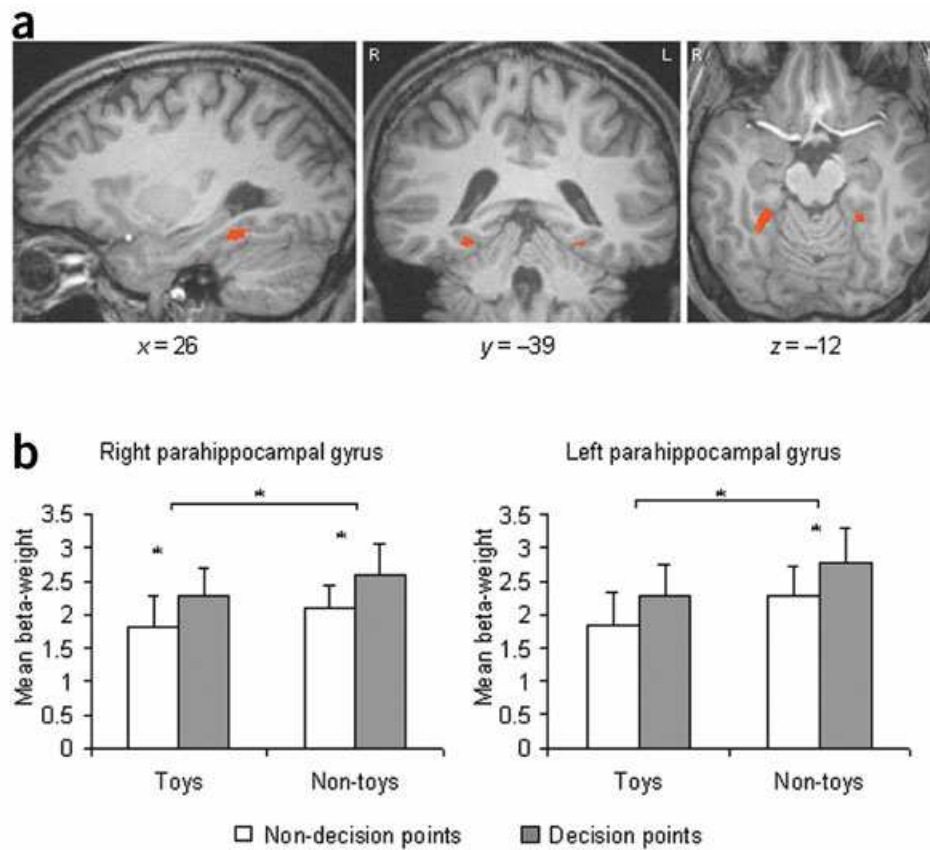 a
R
L
R
x = 26
y = –39
z = –12
b
Right parahippocampal gyrus
Left parahippocampal gyrus
*
*
*
*
*
Mean beta-weight
3.5
3
2.5
2
1.5
1
0.5
0
Toys
Non-toys
Mean beta-weight
3.5
3
2.5
2
1.5
1
0.5
0
Toys
Non-toys
Non-decision points
Decision points